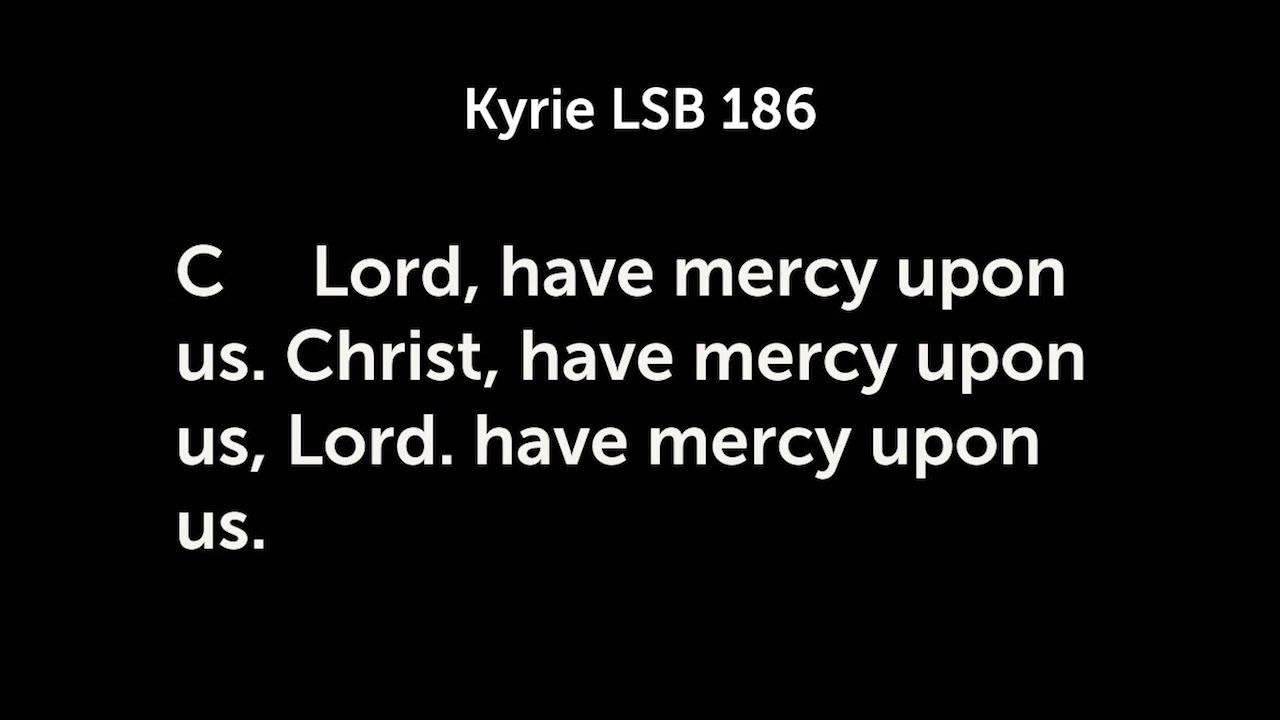 Kyrie LSB 186
C Lord, have mercy upon
us. Christ, have mercy upon
us, Lord. have mercy upon
us.